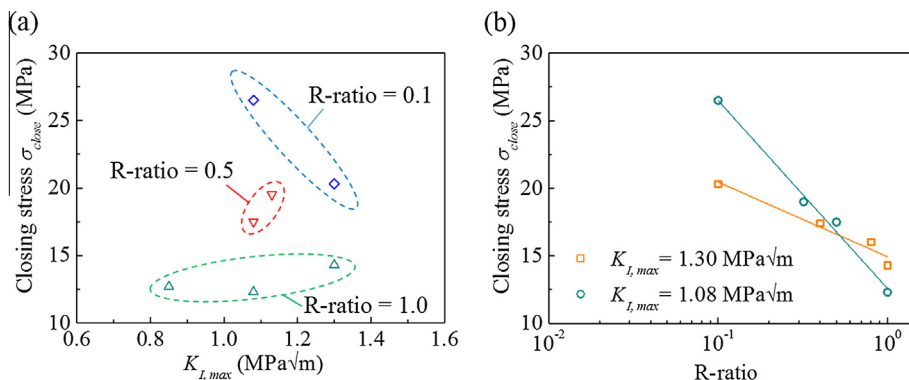 (a)
30
25
20
15
10
Closing stress σclose (MPa)
R-ratio = 0.1
R-ratio = 0.5
R-ratio = 1.0
0.6 0.8 1.0 1.2 1.4 1.6
KI, max (MPa√m)
(b)
30
25
20
15
10
Closing stress σclose (MPa)
KI, max = 1.30 MPa√m
KI, max = 1.08 MPa√m
10-2 10-1 100
R-ratio